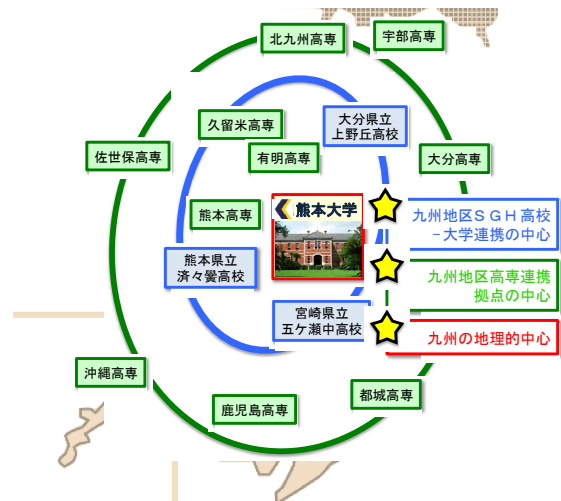 北九州高専
宇部高専
久留米高専
大分県立
上野丘高校
佐世保高専
有明高専
大分高専
熊本大学
熊本高専
九州地区ＳＧＨ高校
－大学連携の中心
熊本県立
済々黌高校
九州地区高専連携
拠点の中心
宮崎県立
五ケ瀬中高校
九州の地理的中心
沖縄高専
鹿児島高専
都城高専